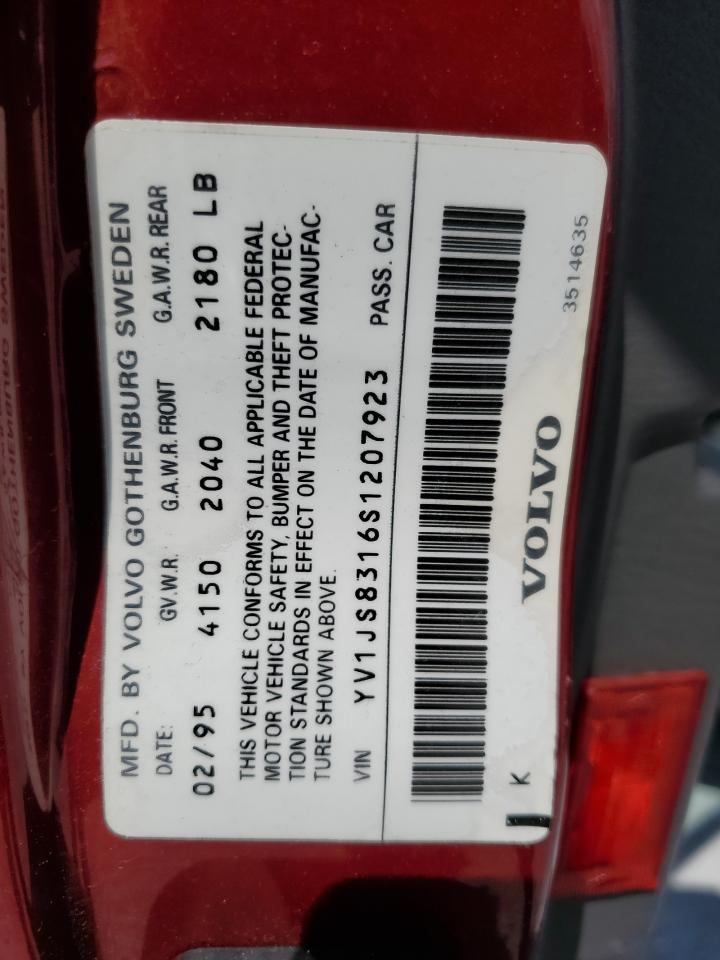 MFD. BY VOLVO GOTHENBURG SWEDEN
DATE: GV.W.R. G.A.W.R. FRONT G.A.W.R. REAR
02/95 4150 2040 2180 LB
THIS VEHICLE CONFORMS TO ALL APPLICABLE FEDERAL
MOTOR VEHICLE SAFETY, BUMPER AND THEFT PROTEC-
TION STANDARDS IN EFFECT ON THE DATE OF MANUFAC-
TURE SHOWN ABOVE.
VIN YV1JS8316S1207923 PASS. CAR
K VOLVO 3514635